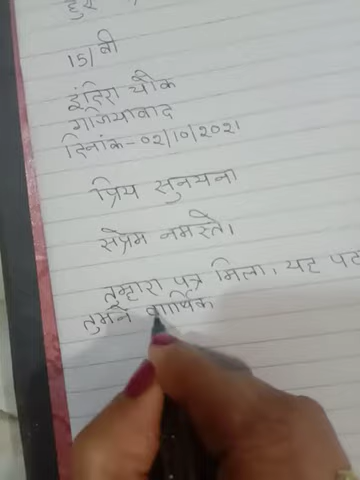 15/बी
इंदिरा चौक
गाजियाबाद
दिनांक-02/10/2021
प्रिय सुनयना
सप्रेम नमस्ते।
तुम्हारा पत्र मिला। यह
तुमने वार्षिक